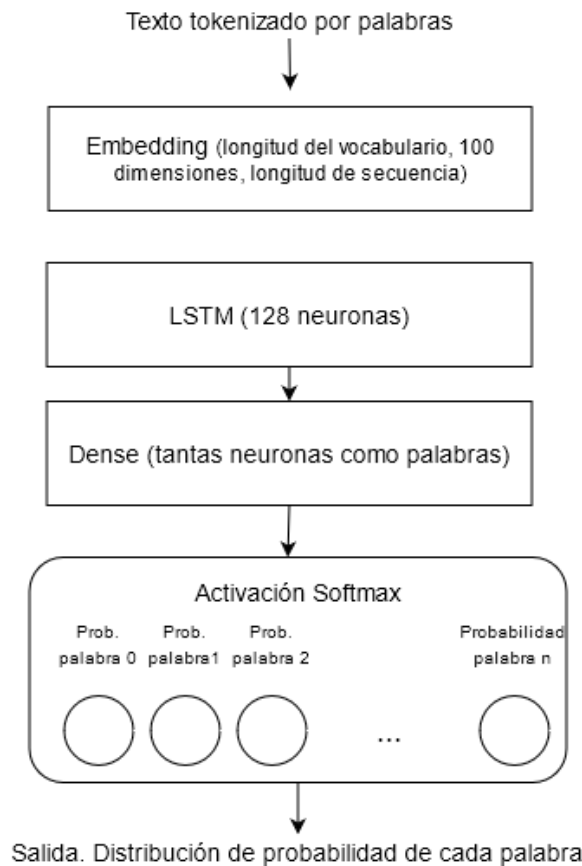 Texto tokenizado por palabras
Embedding (longitud del vocabulario, 100
dimensiones, longitud de secuencia)
LSTM (128 neuronas)
Dense (tantas neuronas como palabras)
Activación Softmax
Prob. palabra 0
Prob. palabra1
Prob. palabra 2
...
Probabilidad palabra n
Salida. Distribución de probabilidad de cada palabra